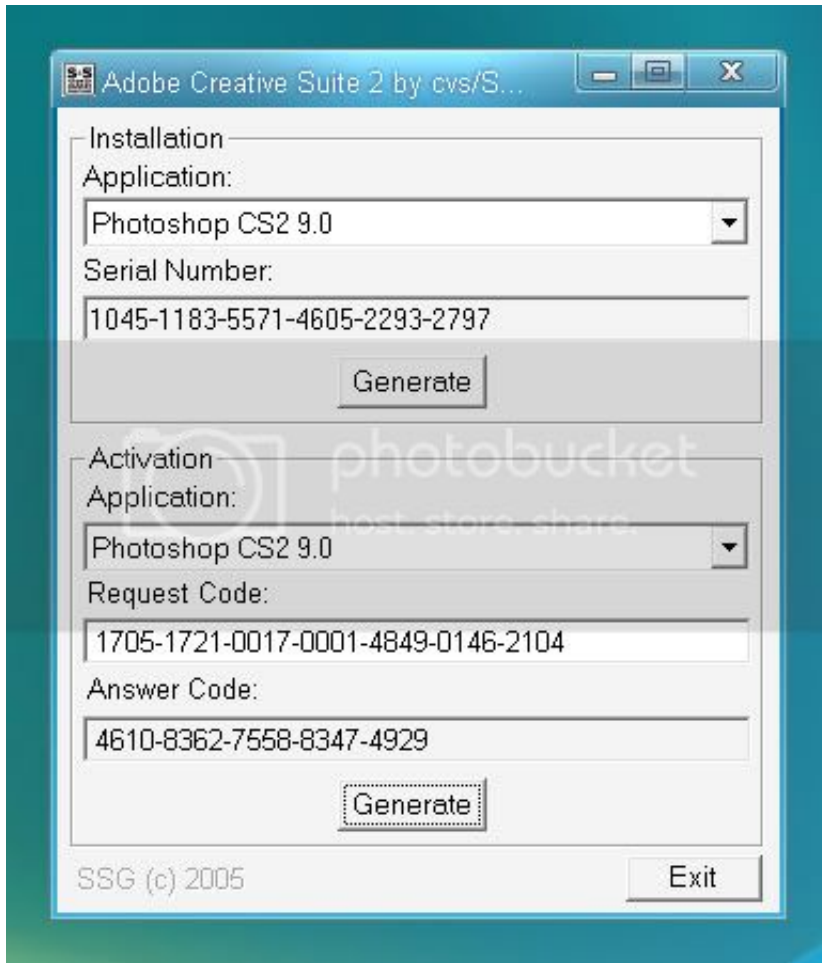 Adobe Creative Suite 2 by cvs/S...
Installation
Application:
Photoshop CS2 9.0
Serial Number:
1045-1183-5571-4605-2293-2797
Generate
photobucket
host. store. share.
Activation
Application:
Photoshop CS2 9.0
Request Code:
1705-1721-0017-0001-4849-0146-2104
Answer Code:
4610-8362-7558-8347-4929
Generate
SSG (c) 2005
Exit